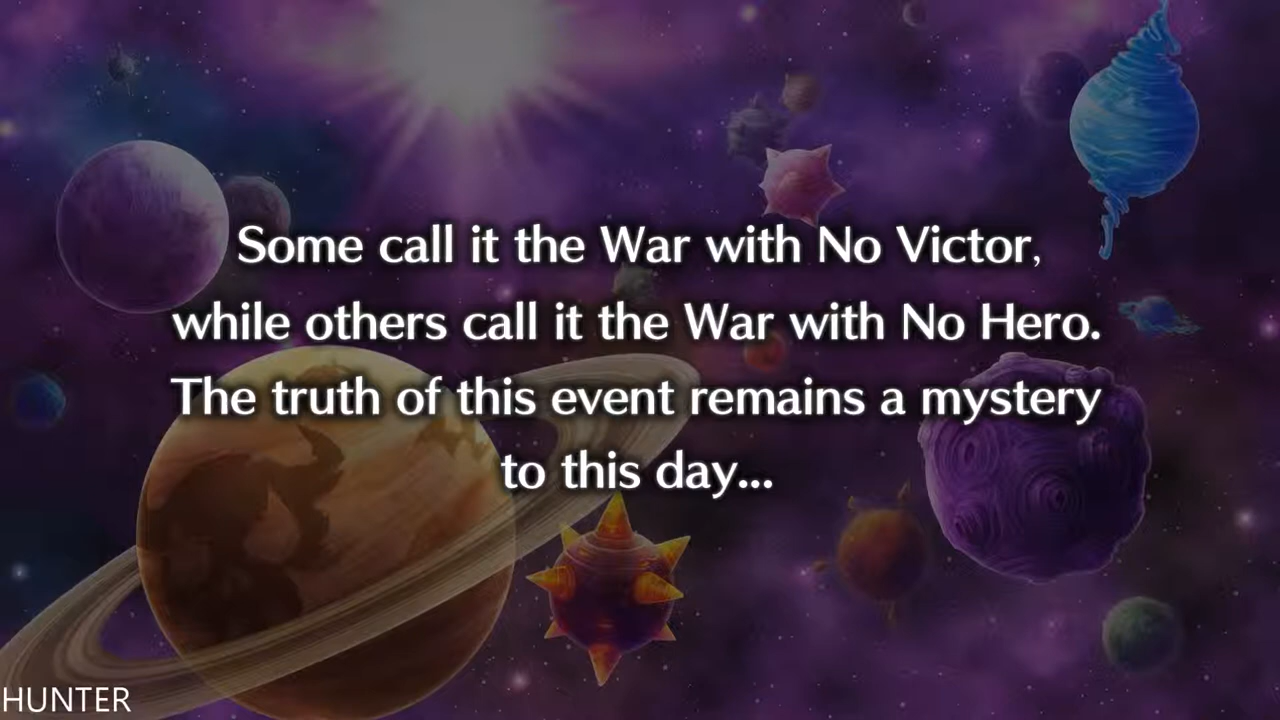 Some call it the War with No Victor,
while others call it the War with No Hero.
The truth of this event remains a mystery
to this day...
HUNTER